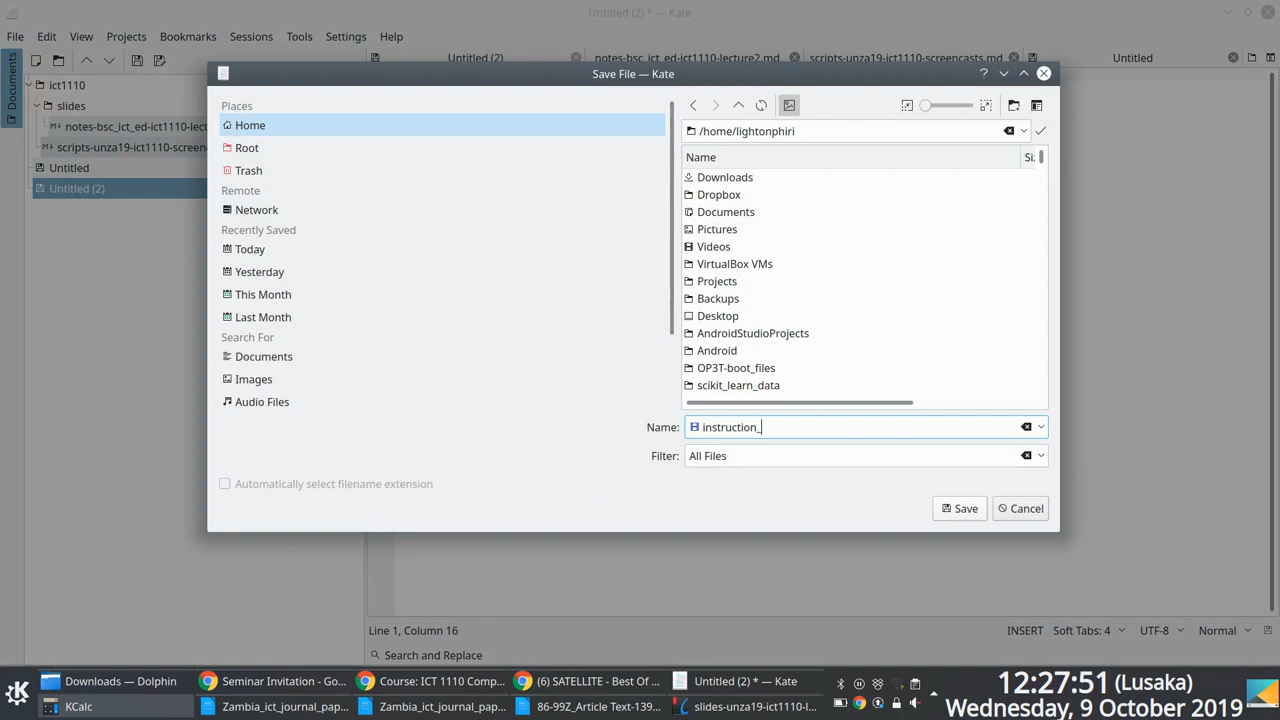 Untitled (2) * — Kate
File Edit View Projects Bookmarks Sessions Tools Settings Help
Documents
Untitled (2) notes-bsc_ict_ed-ict1110-lecture2.md scripts-unza19-ict1110-screencasts.md Untitled
ict1110
slides
notes-bsc_ict_ed-ict1110-lect
scripts-unza19-ict1110-screen
Untitled
Untitled (2)
Save File — Kate
Places
Home
Root
Trash
Remote
Network
Recently Saved
Today
Yesterday
This Month
Last Month
Search For
Documents
Images
Audio Files
/home/lightonphiri
Name Si
Downloads
Dropbox
Documents
Pictures
Videos
VirtualBox VMs
Projects
Backups
Desktop
AndroidStudioProjects
Android
OP3T-boot_files
scikit_learn_data
Name: instruction_
Filter: All Files
Automatically select filename extension
Save Cancel
Line 1, Column 16 INSERT Soft Tabs: 4 UTF-8 Normal
Search and Replace
Downloads — Dolphin Seminar Invitation - Go... Course: ICT 1110 Comp... (6) SATELLITE - Best Of ... Untitled (2) * — Kate
KCalc Zambia_ict_journal_pap... Zambia_ict_journal_pap... 86-99Z_Article Text-139... slides-unza19-ict1110-l...
12:27:51 (Lusaka)
Wednesday, 9 October 2019